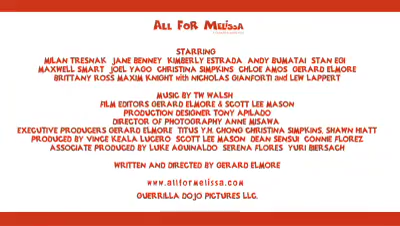 ALL FOR MELISSA
STARRING
MILAN TRESNAK JANE BENNEY KIMBERLY ESTRADA ANDY BUMATAI STAN EGI
MAXWELL SMART JOEL YAGO CHRISTINA SIMPKINS CHLOE AMOS GERARD ELMORE
BRITTANY ROSS MAXIM KNIGHT with NICHOLAS GIANFORTI and LEW LAPPERT
MUSIC BY TW WALSH
FILM EDITORS GERARD ELMORE & SCOTT LEE MASON
PRODUCTION DESIGNER TONY APILADO
DIRECTOR OF PHOTOGRAPHY ANNE MISAWA
EXECUTIVE PRODUCERS GERARD ELMORE TITUS Y.H. CHONG CHRISTINA SIMPKINS, SHAWN HIATT
PRODUCED BY VINCE KEALA LUCERO SCOTT LEE MASON DEAN SENSUI CONNIE FLOREZ
ASSOCIATE PRODUCED BY LUKE AGUINALDO SERENA FLORES YURI BIERSACH
WRITTEN AND DIRECTED BY GERARD ELMORE
www.allformelissa.com
GUERRILLA DOJO PICTURES LLC.